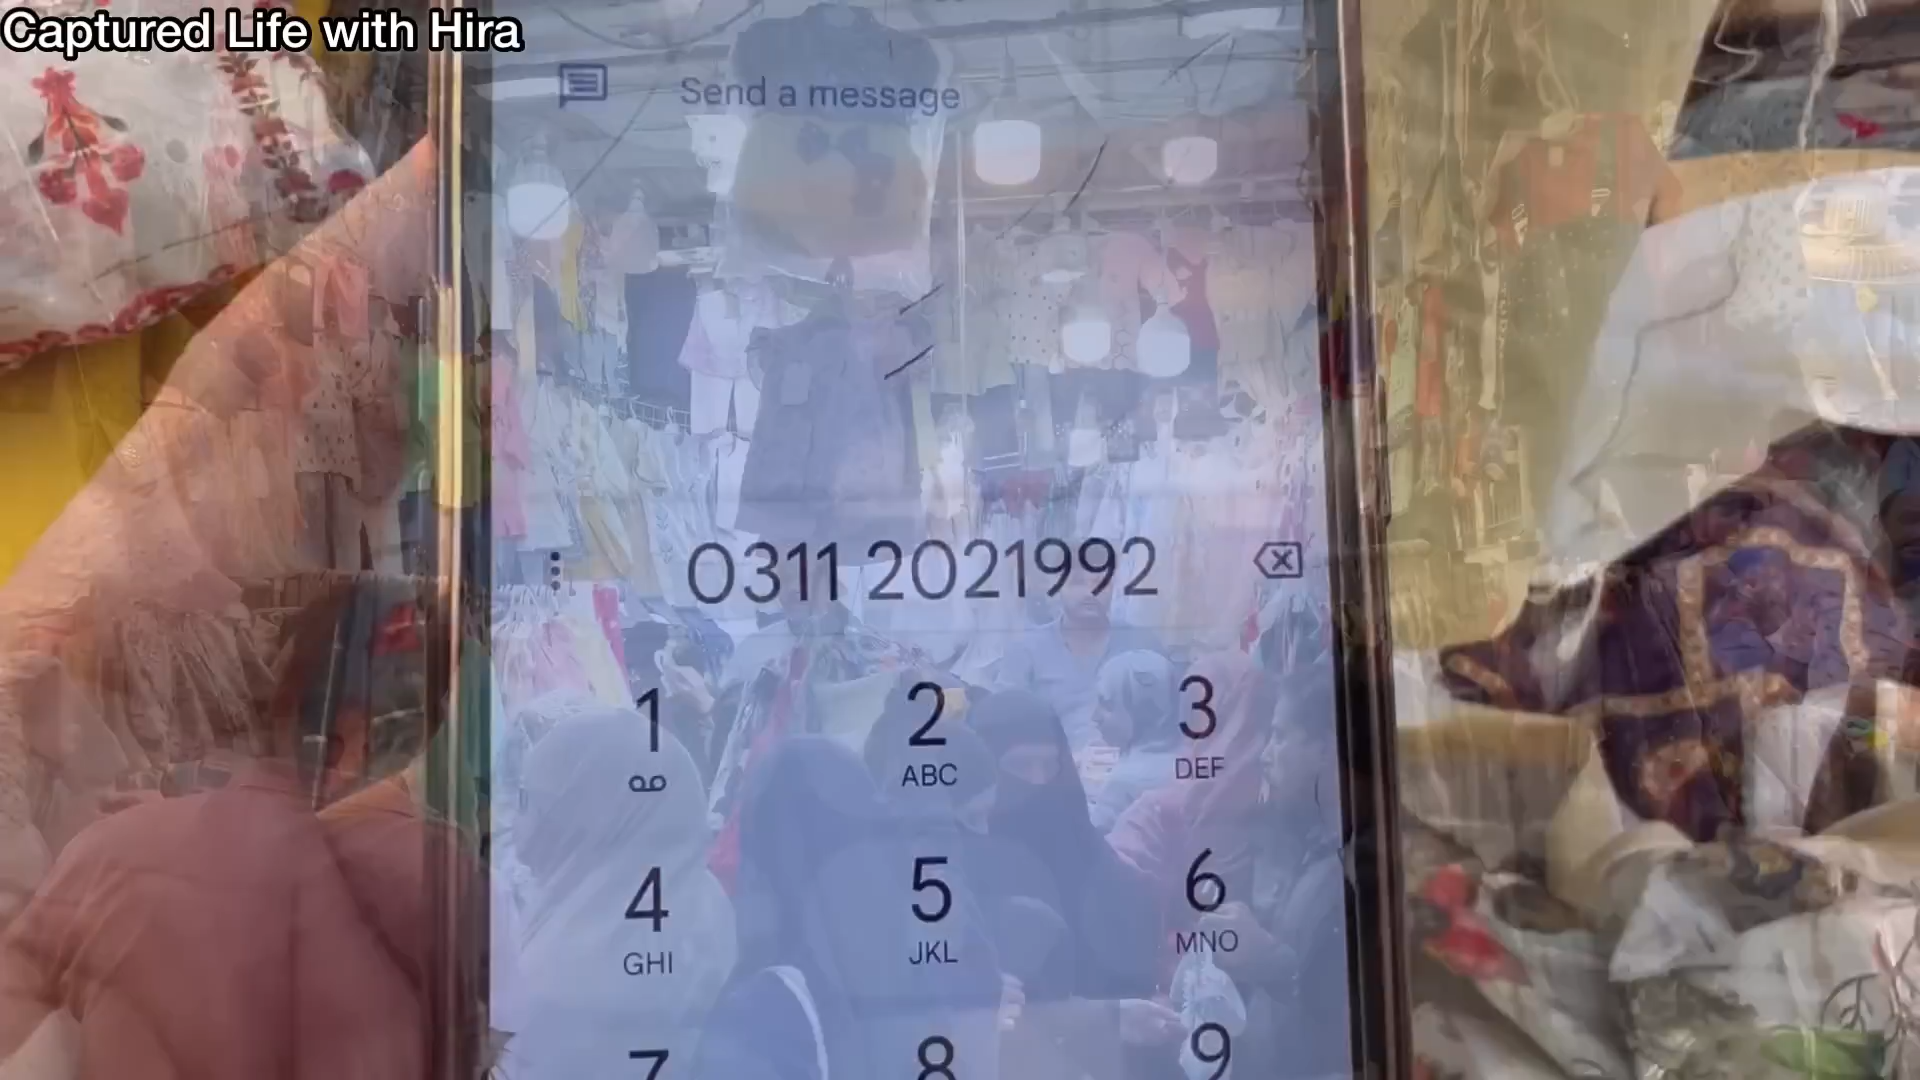 Captured Life with Hira
Send a message
0311 2021992
1 2 3
ABC DEF
4 5 6
GHI JKL MNO
7 8 9